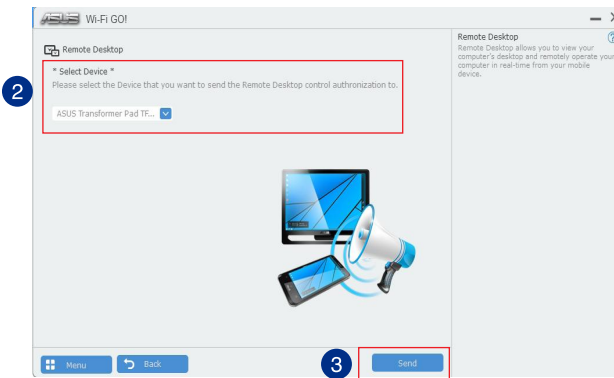 ASUS Wi-Fi GO!
Remote Desktop
* Select Device *
Please select the Device that you want to send the Remote Desktop control authronization to.
ASUS Transformer Pad TF...
2
3
Menu
Back
Send
Remote Desktop
Remote Desktop allows you to view your
computer's desktop and remotely operate your
computer in real-time from your mobile
device.